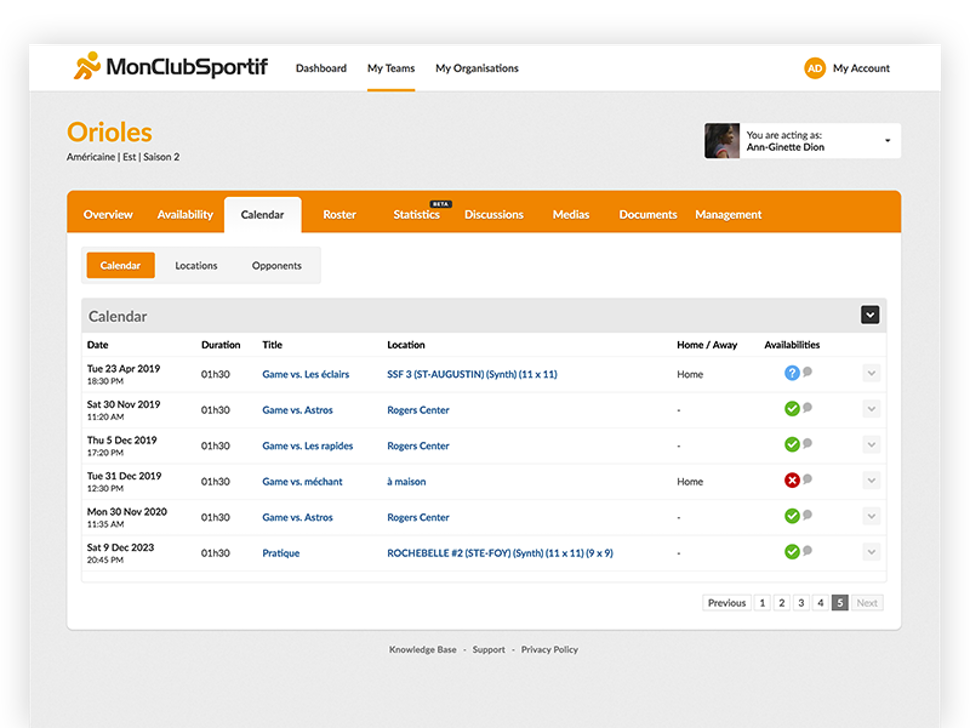 MonClubSportif Dashboard My Teams My Organisations AD My Account
Orioles
Américaine | Est | Saison 2
You are acting as:
Ann-Ginette Dion
Overview Availability Calendar Roster Statistics BETA Discussions Medias Documents Management
Calendar Locations Opponents
Calendar
Date Duration Title Location Home / Away Availabilities
Tue 23 Apr 2019
18:30 PM
01h30 Game vs. Les éclairs SSF 3 (ST-AUGUSTIN) (Synth) (11 x 11) Home ?
Sat 30 Nov 2019
11:20 AM
01h30 Game vs. Astros Rogers Center -
Thu 5 Dec 2019
17:20 PM
01h30 Game vs. Les rapides Rogers Center -
Tue 31 Dec 2019
12:30 PM
01h30 Game vs. méchant à maison Home
Mon 30 Nov 2020
11:35 AM
01h30 Game vs. Astros Rogers Center -
Sat 9 Dec 2023
20:45 PM
01h30 Pratique ROCHEBELLE #2 (STE-FOY) (Synth) (11 x 11) (9 x 9) -
Previous 1 2 3 4 5 Next
Knowledge Base - Support - Privacy Policy